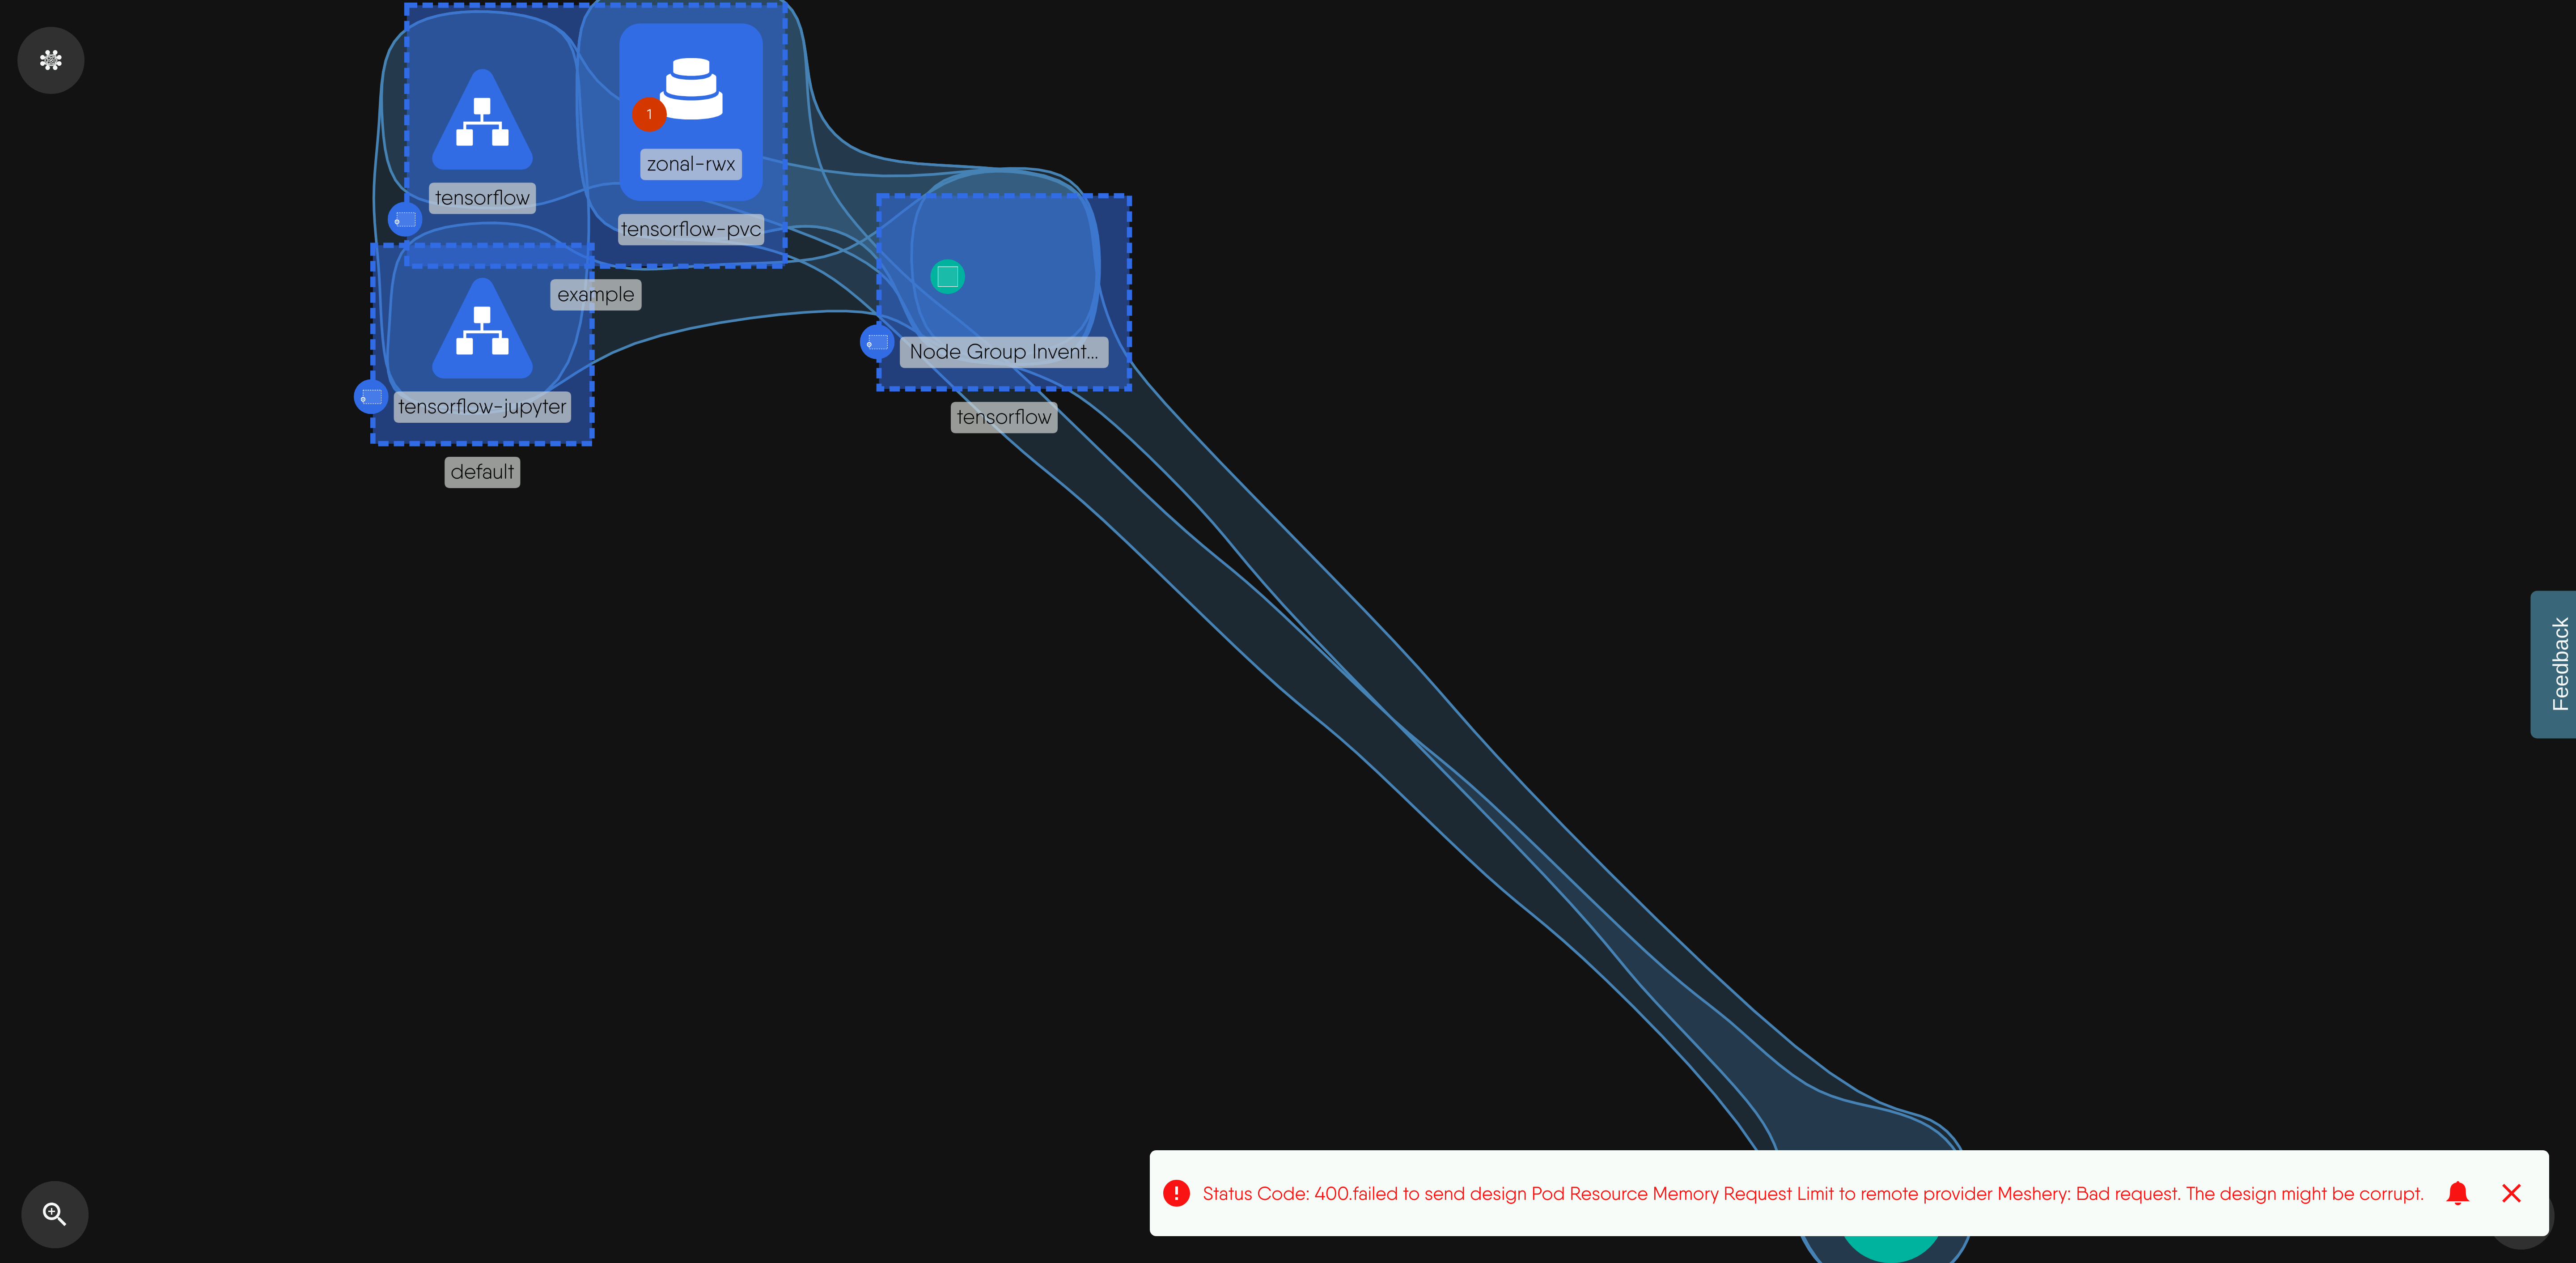 1
zonal-rwx
tensorflow
tensorflow-pvc
example
tensorflow-jupyter
default
Node Group Invent...
tensorflow
Feedback
Status Code: 400.failed to send design Pod Resource Memory Request Limit to remote provider Meshery: Bad request. The design might be corrupt.